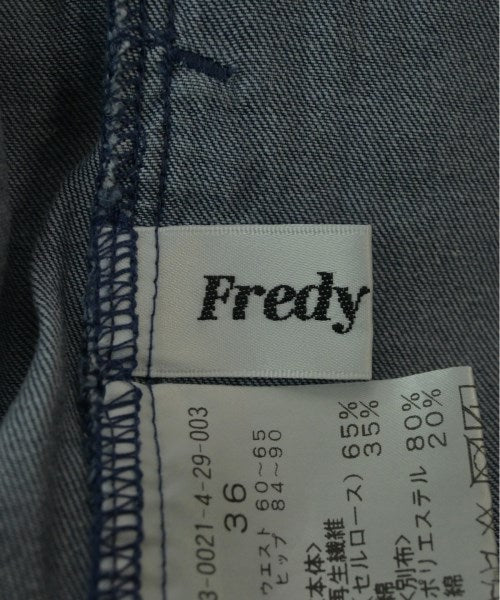 Fredy
3-0021-4-29-003
36
ウエスト 60～65
ヒップ 84～90
本体>
再生繊維
セルロース) 65%
綿 35%
<別布>
ポリエステル 80%
綿 20%